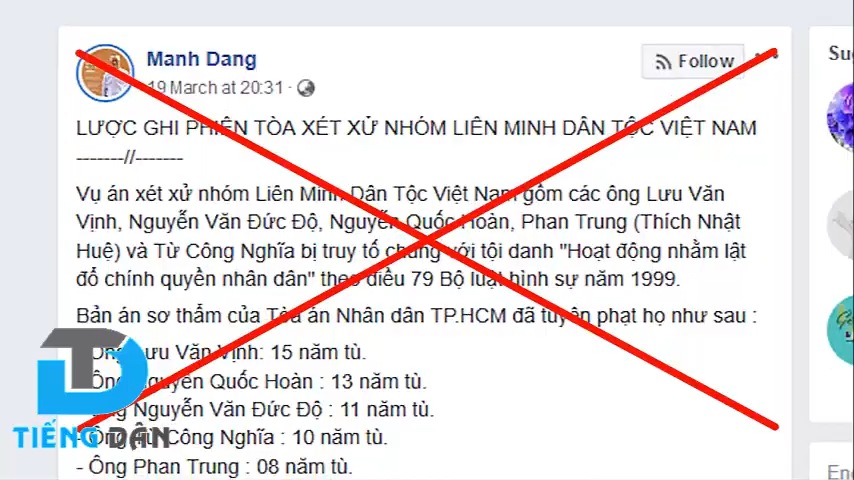 Manh Dang
19 March at 20:31 ·
Follow
Sug
LƯỢC GHI PHIÊN TÒA XÉT XỬ NHÓM LIÊN MINH DÂN TỘC VIỆT NAM
-------//-------
Vụ án xét xử nhóm Liên Minh Dân Tộc Việt Nam gồm các ông Lưu Văn
Vịnh, Nguyễn Văn Đức Độ, Nguyễn Quốc Hoàn, Phan Trung (Thích Nhật
Huệ) và Từ Công Nghĩa bị truy tố chung với tội danh "Hoạt động nhằm lật
đổ chính quyền nhân dân" theo điều 79 Bộ luật hình sự năm 1999.
Bản án sơ thẩm của Tòa án Nhân dân TP.HCM đã tuyên phạt họ như sau :
- Ông Lưu Văn Vịnh: 15 năm tù.
- Ông Nguyễn Quốc Hoàn : 13 năm tù.
- Ông Nguyễn Văn Đức Độ : 11 năm tù.
- Ông Từ Công Nghĩa : 10 năm tù.
- Ông Phan Trung : 08 năm tù.
TIẾNG DÂN
Eng